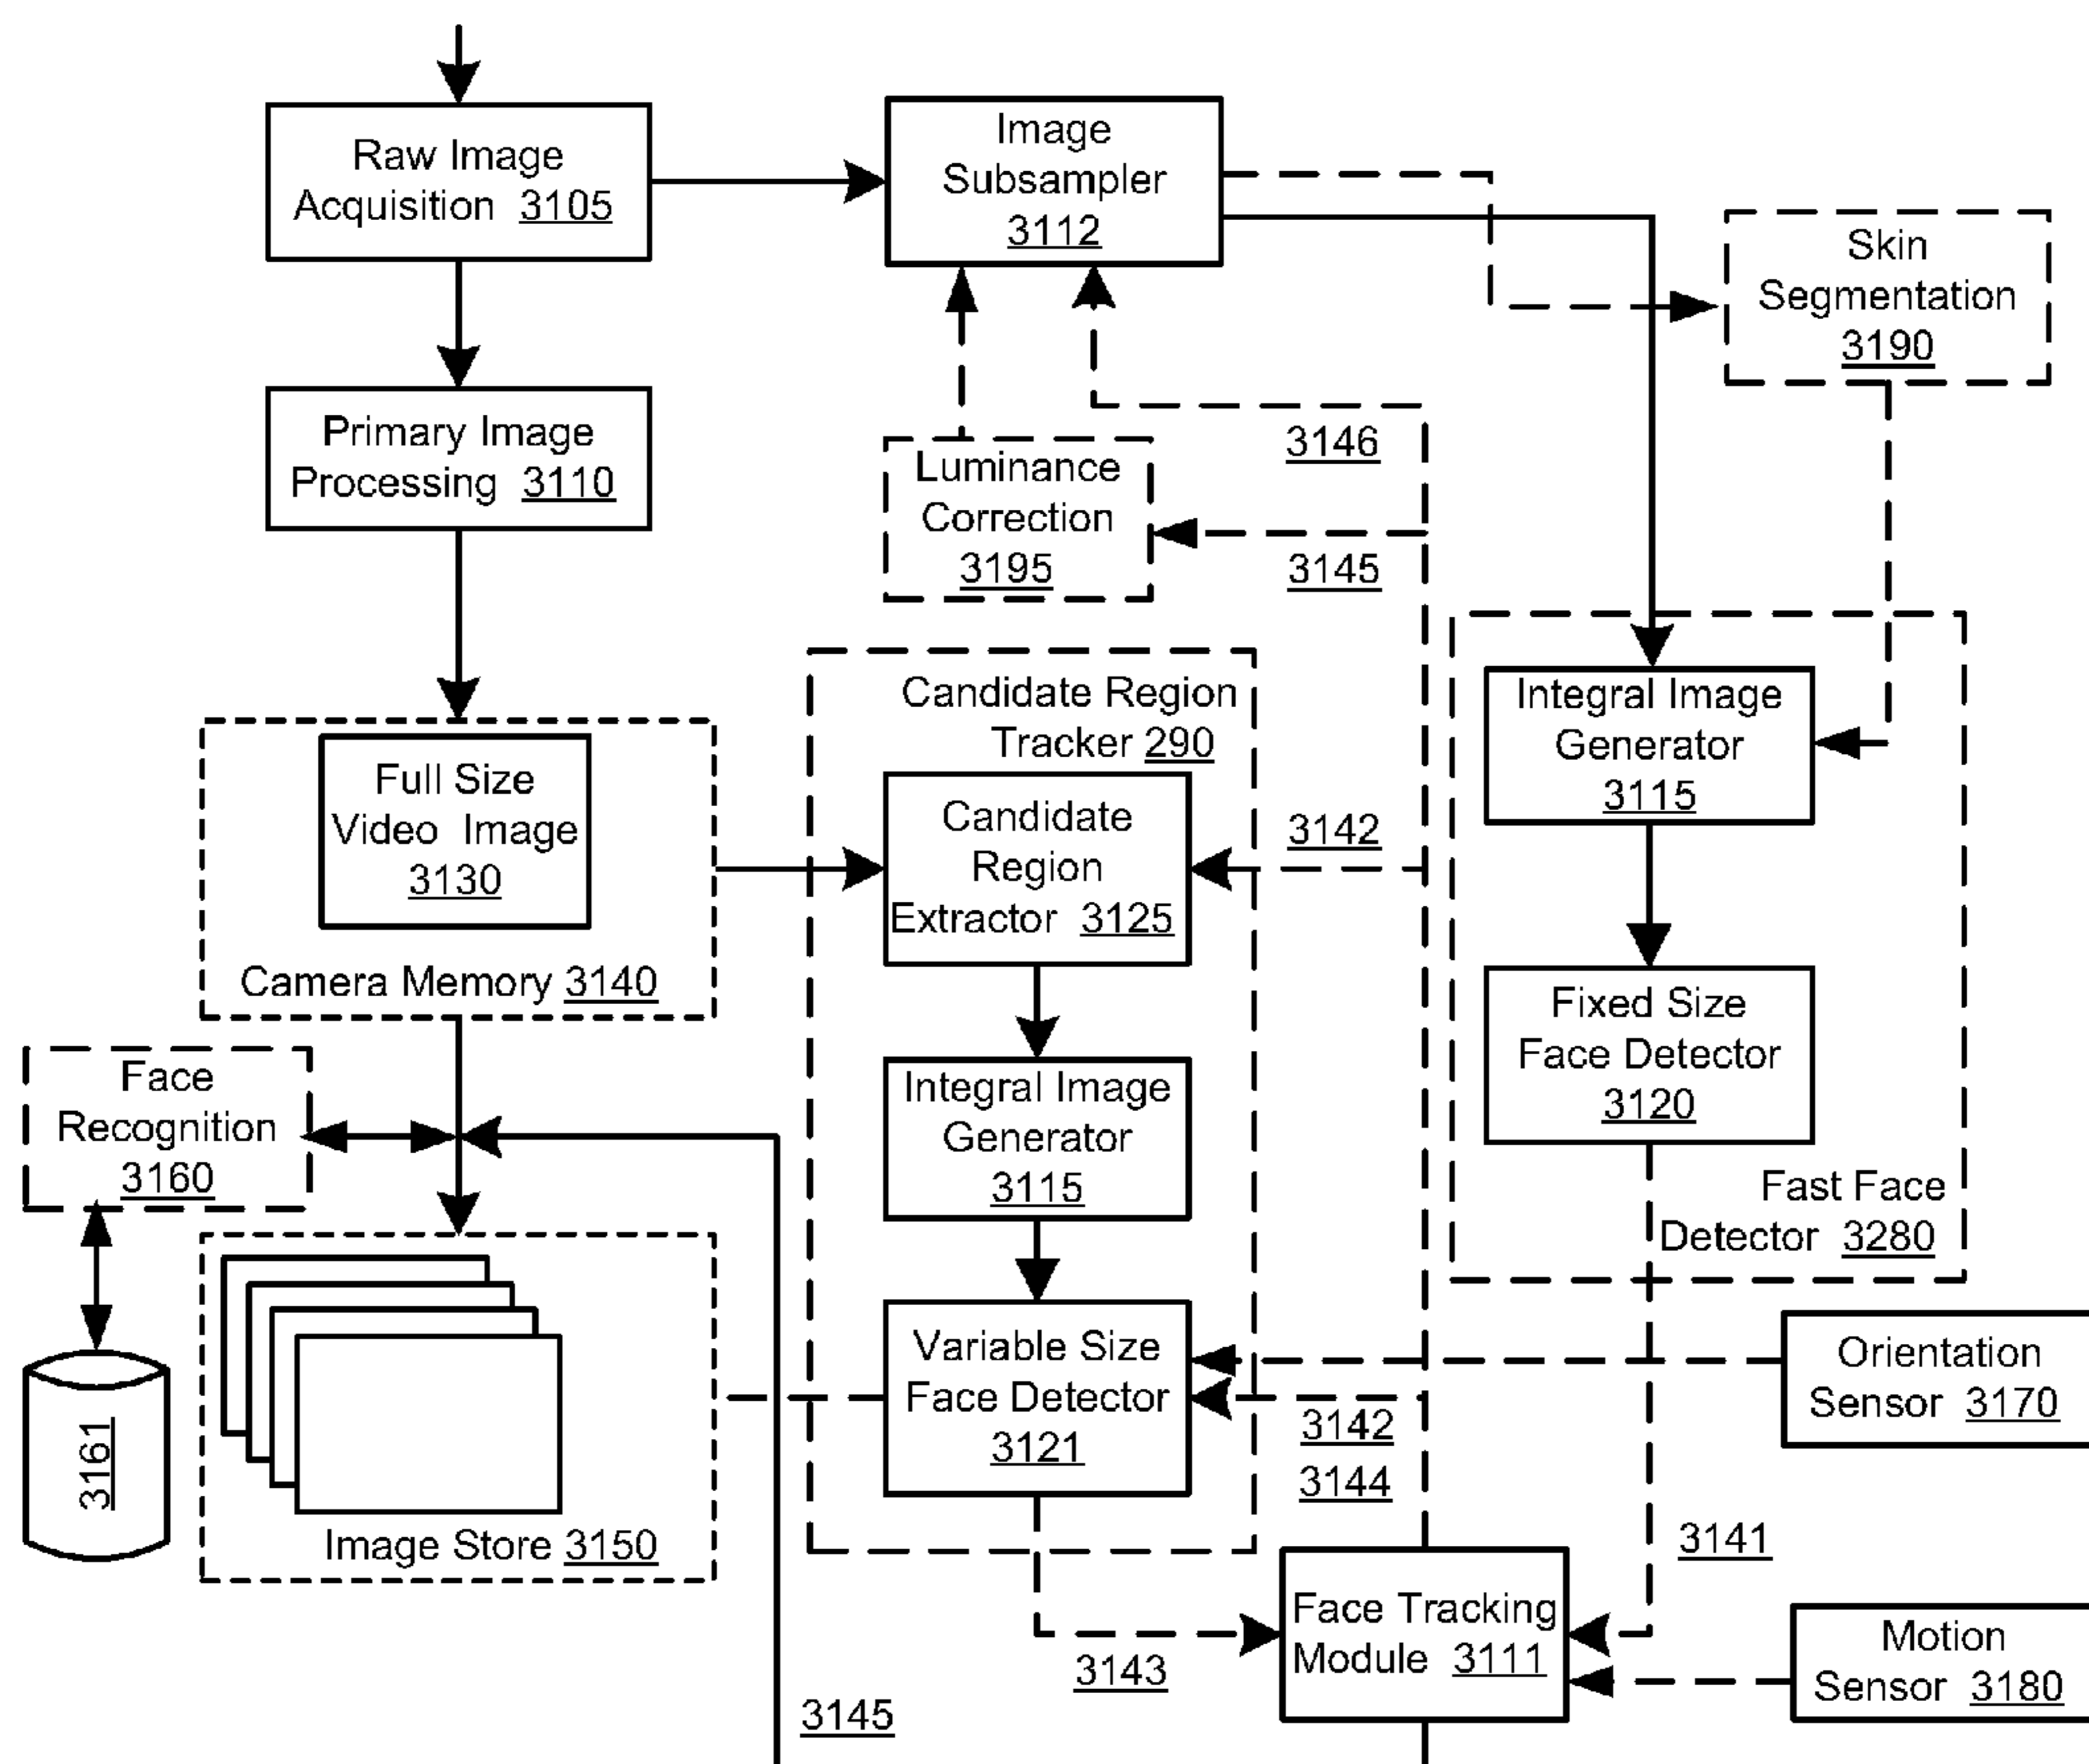 Raw Image
Acquisition 3105
Image
Subsampler
3112
Skin
Segmentation
3190
Primary Image
Processing 3110
3146
Luminance
Correction
3195
3145
Candidate Region
Tracker 290
Integral Image
Generator
3115
Full Size
Video Image
3130
Candidate
Region
Extractor 3125
3142
Camera Memory 3140
Fixed Size
Face Detector
3120
Face
Recognition
3160
Integral Image
Generator
3115
Fast Face
Detector 3280
Variable Size
Face Detector
3121
3142
3144
Orientation
Sensor 3170
3161
Image Store 3150
3141
Face Tracking
Module 3111
3143
Motion
Sensor 3180
3145